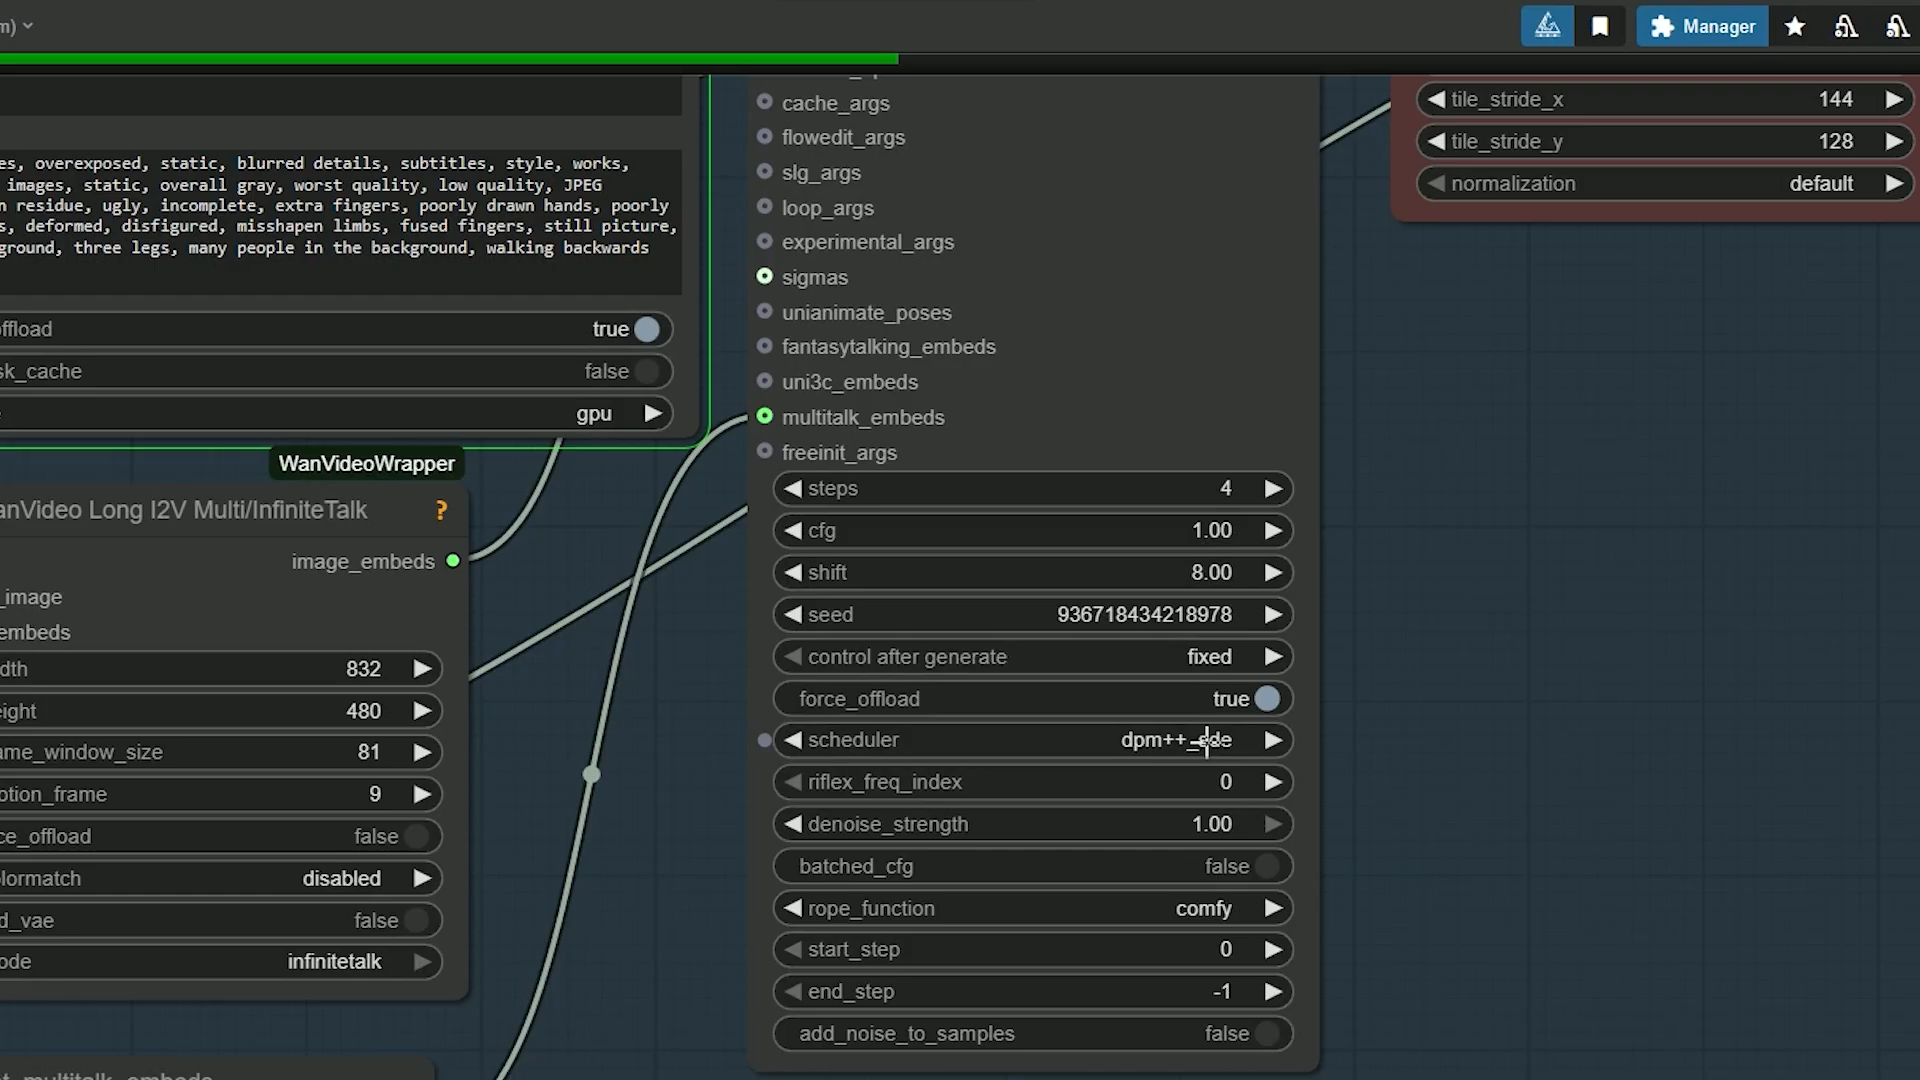 m)
Manager
es, overexposed, static, blurred details, subtitles, style, works,
images, static, overall gray, worst quality, low quality, JPEG
n residue, ugly, incomplete, extra fingers, poorly drawn hands, poorly
s, deformed, disfigured, misshapen limbs, fused fingers, still picture,
ground, three legs, many people in the background, walking backwards
ffload true
sk_cache false
gpu
WanVideoWrapper
anVideo Long I2V Multi/InfiniteTalk ?
image_embeds
_image
embeds
dth 832
eight 480
ame_window_size 81
otion_frame 9
ce_offload false
lormatch disabled
d_vae false
ode infinitetalk
cache_args
flowedit_args
slg_args
loop_args
experimental_args
sigmas
unianimate_poses
fantasytalking_embeds
uni3c_embeds
multitalk_embeds
freeinit_args
steps 4
cfg 1.00
shift 8.00
seed 936718434218978
control after generate fixed
force_offload true
scheduler dpm++_sde
riflex_freq_index 0
denoise_strength 1.00
batched_cfg false
rope_function comfy
start_step 0
end_step -1
add_noise_to_samples false
tile_stride_x 144
tile_stride_y 128
normalization default